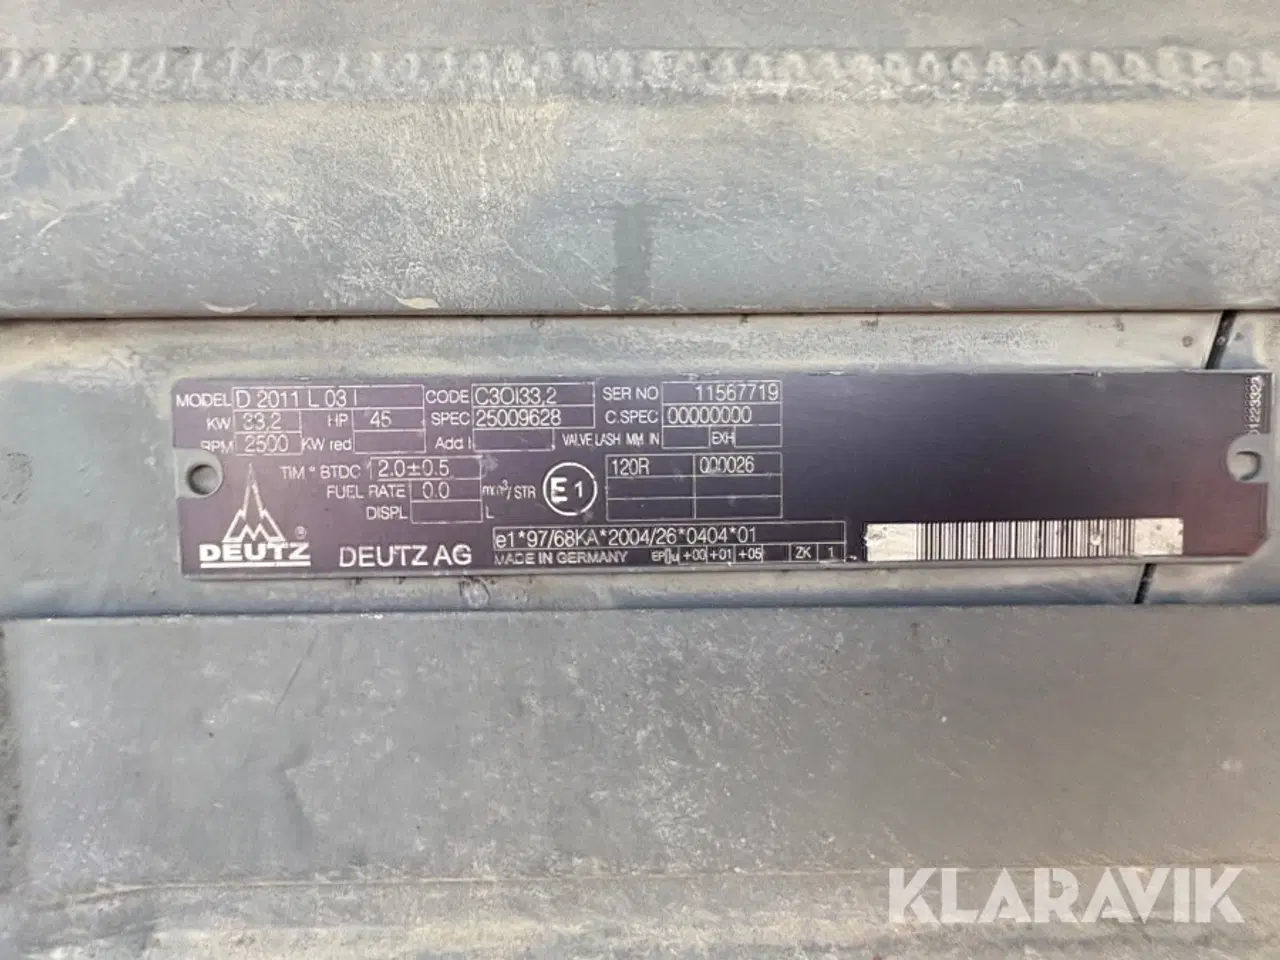 MODEL D 2011 L 03 I CODE C3OI33,2 SER NO 11567719
KW 33,2 HP 45 SPEC 25009628 C.SPEC 00000000
RPM 2500 KW red Add.I VALVE LASH MM IN EXH
TIM ° BTDC 2.0±0.5 120R 000026
FUEL RATE 0.0 mm³/STR E1
DISPL L
DEUTZ ® DEUTZ AG
e1*97/68KA*2004/26*0404*01
MADE IN GERMANY +00 +01 +05 ZK 1
01223323
KLARAVIK